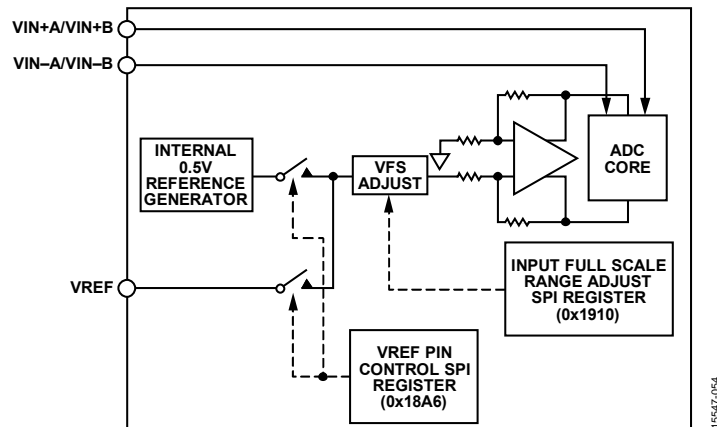 VIN+A/VIN+B
VIN–A/VIN–B
INTERNAL
0.5V
REFERENCE
GENERATOR
VFS
ADJUST
ADC
CORE
VREF
INPUT FULL SCALE
RANGE ADJUST
SPI REGISTER
(0x1910)
VREF PIN
CONTROL SPI
REGISTER
(0x18A6)
15547-054